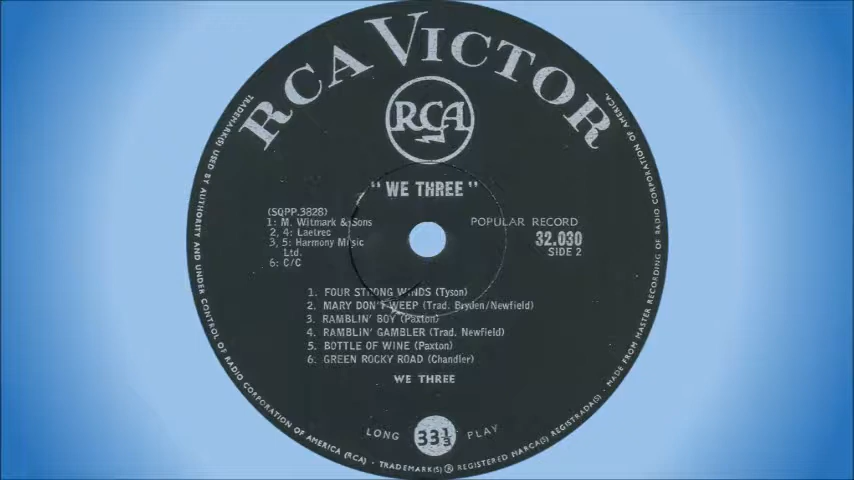 RCA VICTOR
RCA
"WE THREE"
(SQPP.3828)
1: M. Witmark & Sons
2, 4: Laetrec
3, 5: Harmony Music
Ltd.
6: C/C
POPULAR RECORD
32.030
SIDE 2
1. FOUR STRONG WINDS (Tyson)
2. MARY DON'T WEEP (Trad. Bryden/Newfield)
3. RAMBLIN' BOY (Paxton)
4. RAMBLIN' GAMBLER (Trad. Newfield)
5. BOTTLE OF WINE (Paxton)
6. GREEN ROCKY ROAD (Chandler)
WE THREE
LONG 33⅓ PLAY
TRADEMARK(S) USED BY AUTHORITY AND UNDER CONTROL OF RADIO CORPORATION OF AMERICA (RCA) • TRADEMARK(S) ® REGISTERED MARCA(S) REGISTRADA(S) • MADE FROM MASTER RECORDING OF RADIO CORPORATION OF AMERICA.